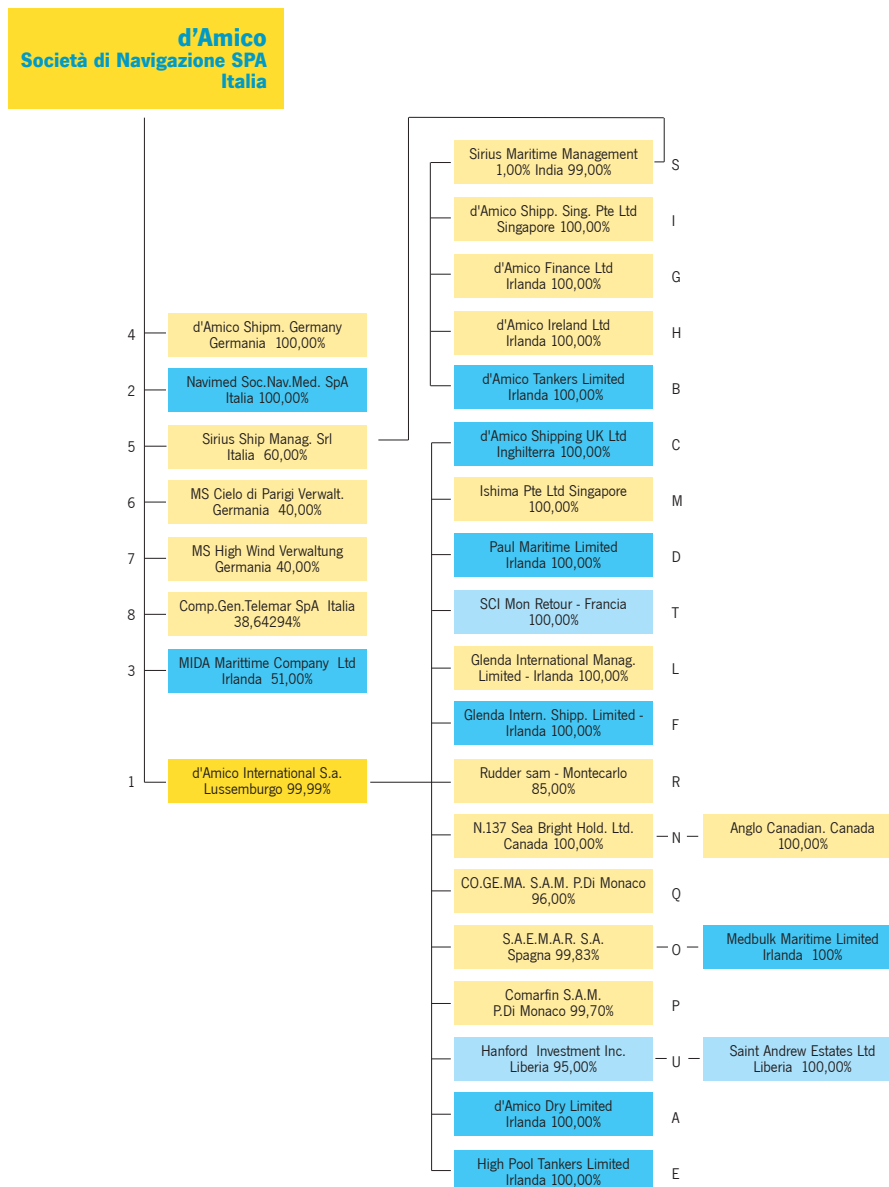 d'Amico
Società di Navigazione SPA
Italia
4
d'Amico Shipm. Germany
Germania 100,00%
2
Navimed Soc.Nav.Med. SpA
Italia 100,00%
5
Sirius Ship Manag. Srl
Italia 60,00%
6
MS Cielo di Parigi Verwalt.
Germania 40,00%
7
MS High Wind Verwaltung
Germania 40,00%
8
Comp.Gen.Telemar SpA Italia
38,64294%
3
MIDA Marittime Company Ltd
Irlanda 51,00%
1
d'Amico International S.a.
Lussemburgo 99,99%
Sirius Maritime Management
1,00% India 99,00%
S
d'Amico Shipp. Sing. Pte Ltd
Singapore 100,00%
I
d'Amico Finance Ltd
Irlanda 100,00%
G
d'Amico Ireland Ltd
Irlanda 100,00%
H
d'Amico Tankers Limited
Irlanda 100,00%
B
d'Amico Shipping UK Ltd
Inghilterra 100,00%
C
Ishima Pte Ltd Singapore
100,00%
M
Paul Maritime Limited
Irlanda 100,00%
D
SCI Mon Retour - Francia
100,00%
T
Glenda International Manag.
Limited - Irlanda 100,00%
L
Glenda Intern. Shipp. Limited -
Irlanda 100,00%
F
Rudder sam - Montecarlo
85,00%
R
N.137 Sea Bright Hold. Ltd.
Canada 100,00%
N
Anglo Canadian. Canada
100,00%
CO.GE.MA. S.A.M. P.Di Monaco
96,00%
Q
S.A.E.M.A.R. S.A.
Spagna 99,83%
O
Medbulk Maritime Limited
Irlanda 100%
Comarfin S.A.M.
P.Di Monaco 99,70%
P
Hanford Investment Inc.
Liberia 95,00%
U
Saint Andrew Estates Ltd
Liberia 100,00%
d'Amico Dry Limited
Irlanda 100,00%
A
High Pool Tankers Limited
Irlanda 100,00%
E